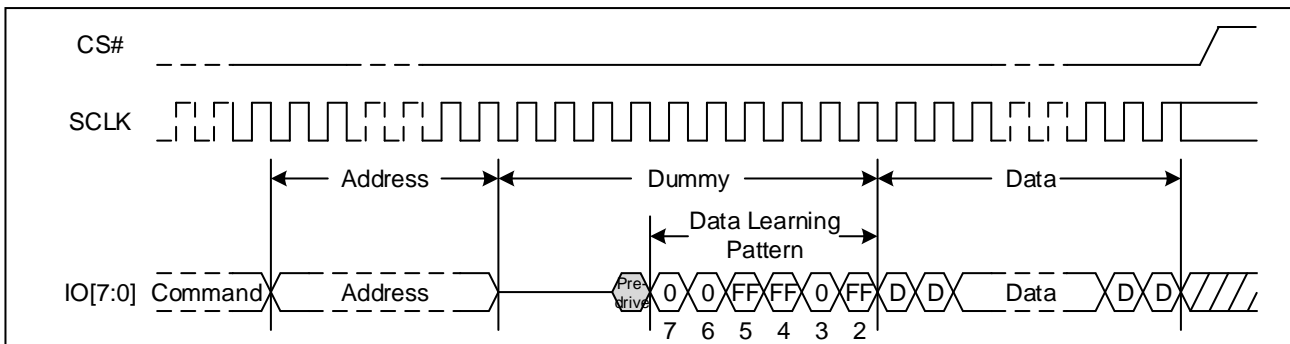 CS#
SCLK
Address Dummy Data
Data Learning
Pattern
IO[7:0] Command Address Pre-drive 0 0 FF FF 0 FF D D Data D D
7 6 5 4 3 2